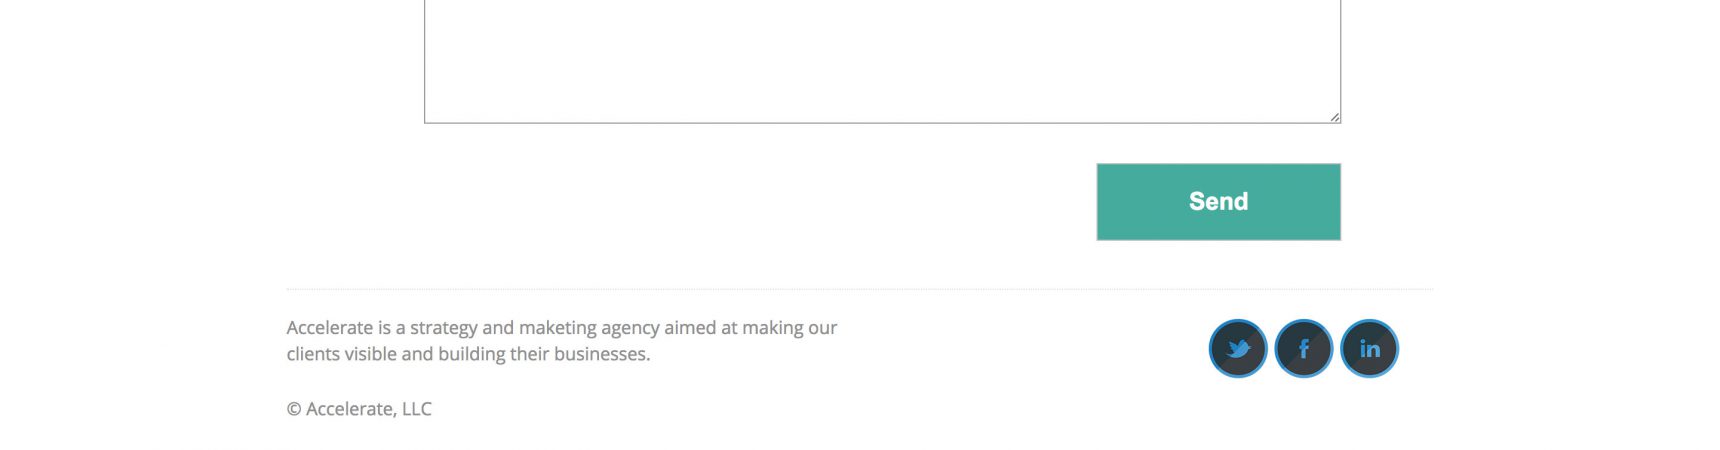 Send
Accelerate is a strategy and maketing agency aimed at making our
clients visible and building their businesses.
© Accelerate, LLC
f
in